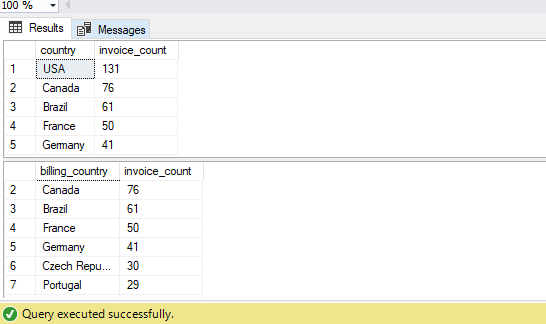 100 %
Results Messages
country invoice_count
1 USA 131
2 Canada 76
3 Brazil 61
4 France 50
5 Germany 41
billing_country invoice_count
2 Canada 76
3 Brazil 61
4 France 50
5 Germany 41
6 Czech Repu... 30
7 Portugal 29
Query executed successfully.